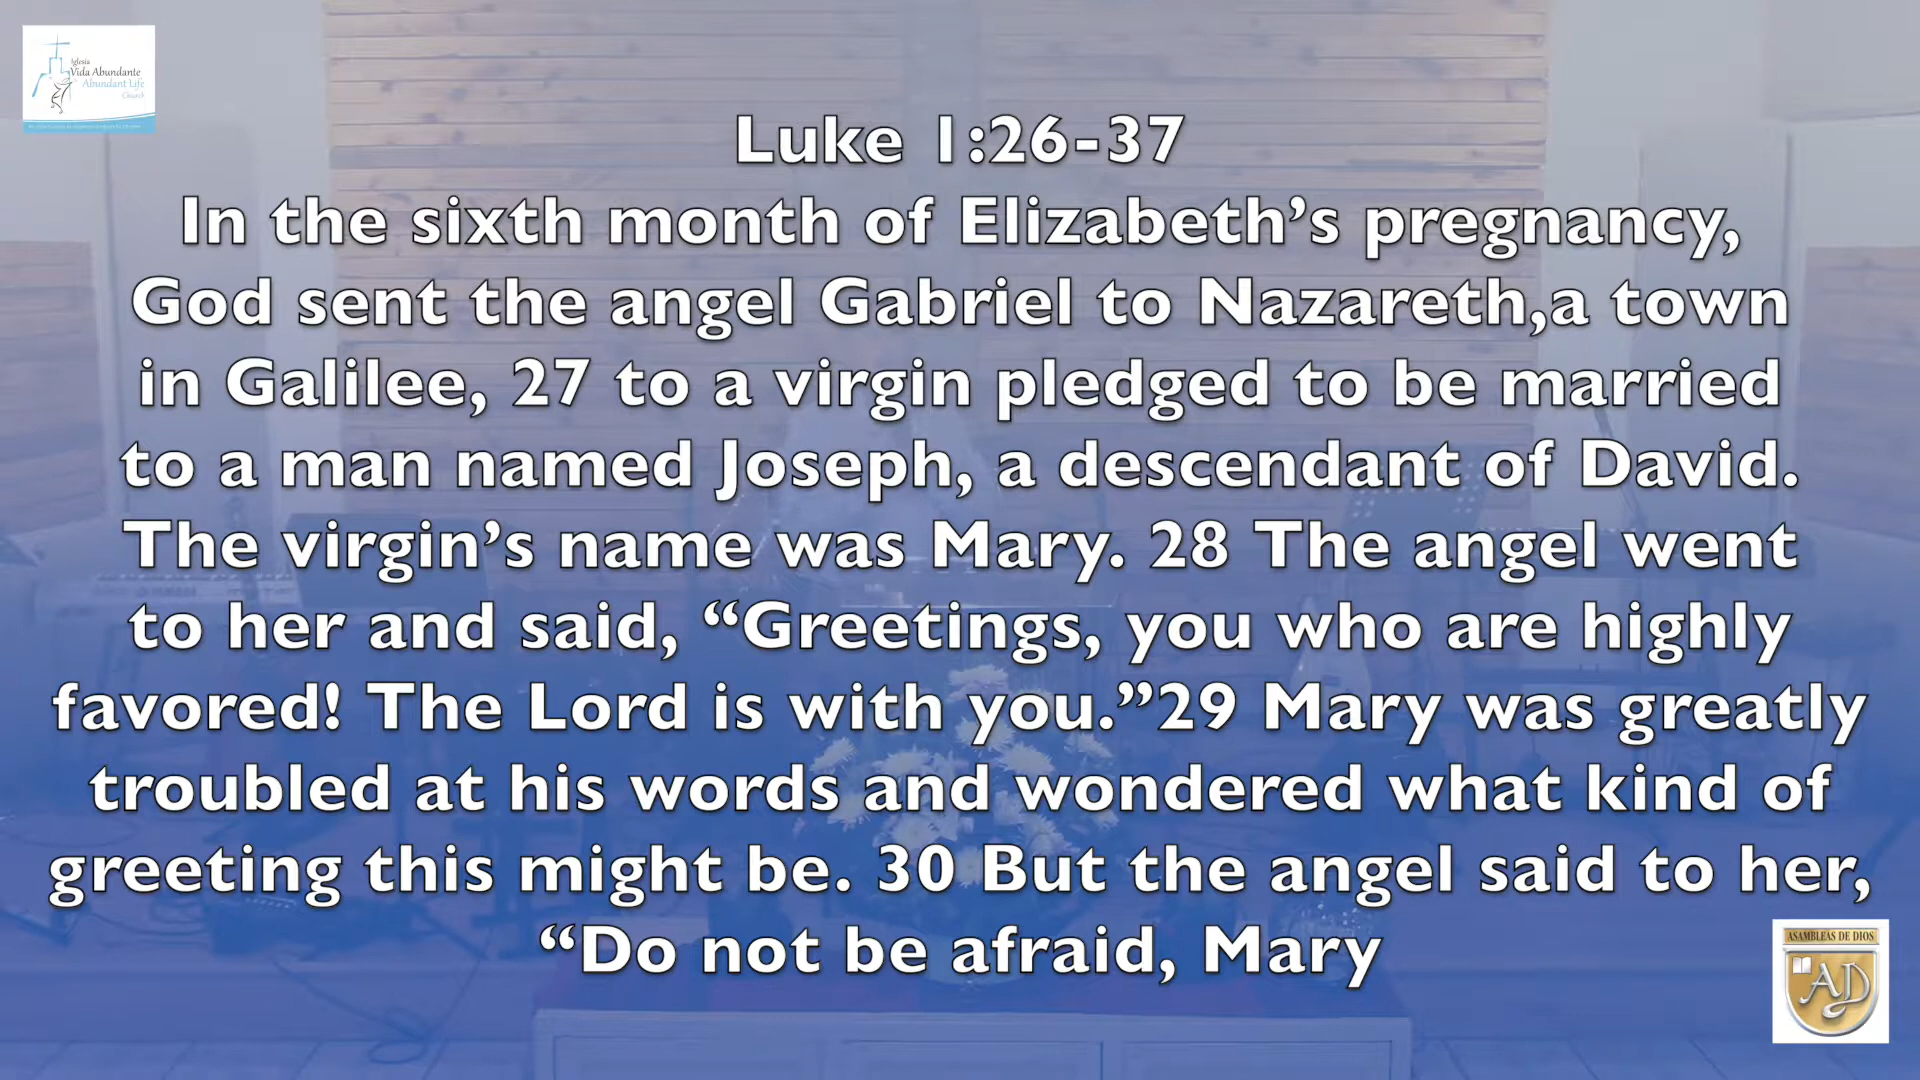 Iglesia
Vida Abundante
Abundant Life
Church
Luke 1:26-37
In the sixth month of Elizabeth’s pregnancy,
God sent the angel Gabriel to Nazareth,a town
in Galilee, 27 to a virgin pledged to be married
to a man named Joseph, a descendant of David.
The virgin’s name was Mary. 28 The angel went
to her and said, “Greetings, you who are highly
favored! The Lord is with you.”29 Mary was greatly
troubled at his words and wondered what kind of
greeting this might be. 30 But the angel said to her,
“Do not be afraid, Mary
ASAMBLEAS DE DIOS
AD